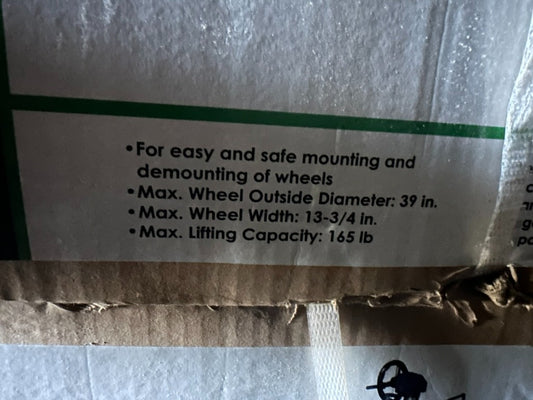 •For easy and safe mounting and
demounting of wheels
•Max. Wheel Outside Diameter: 39 in.
•Max. Wheel Width: 13-3/4 in.
•Max. Lifting Capacity: 165 lb